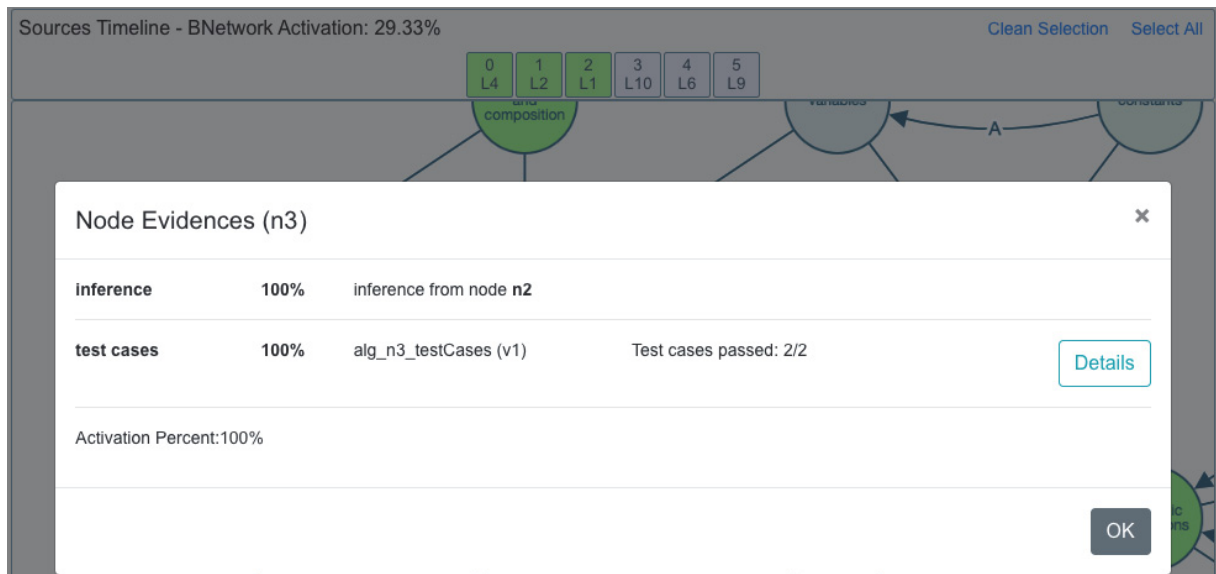 Sources Timeline - BNetwork Activation: 29.33%
Clean Selection Select All
0 1 2 3 4 5
L4 L2 L1 L10 L6 L9
and
composition
variables
constants
A
Node Evidences (n3)
×
inference 100% inference from node n2
test cases 100% alg_n3_testCases (v1) Test cases passed: 2/2
Details
Activation Percent:100%
OK